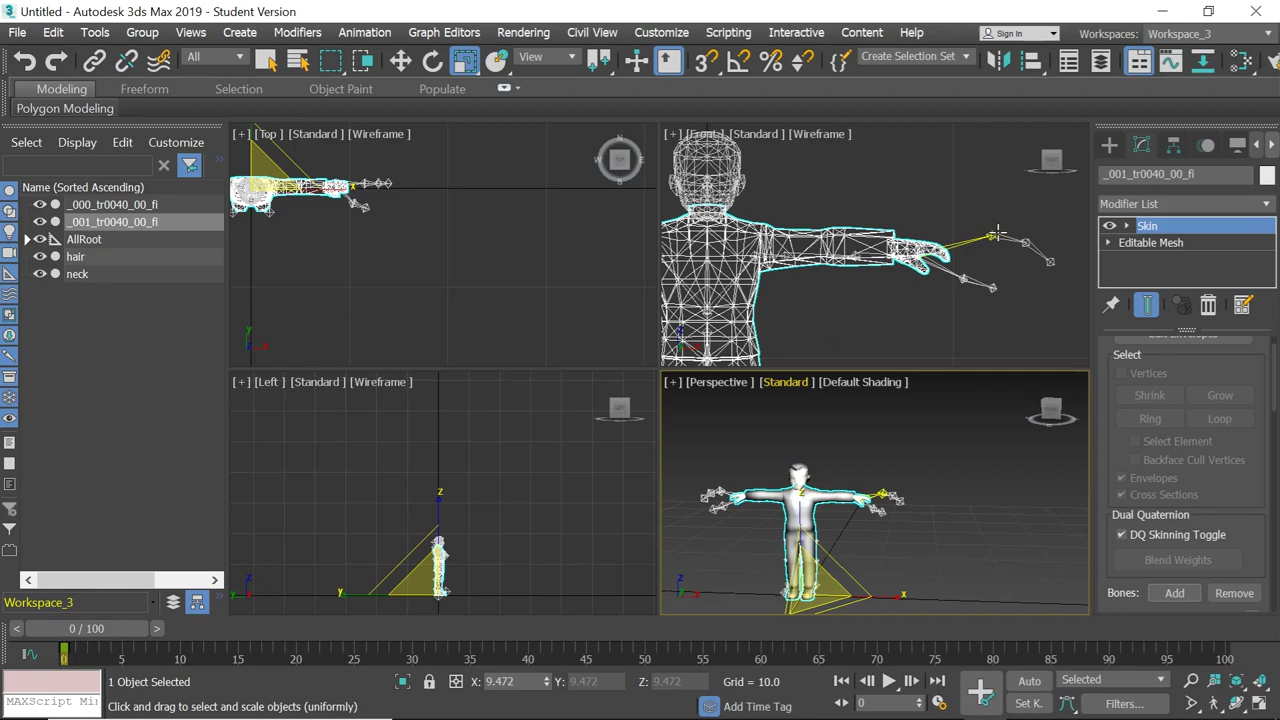 Untitled - Autodesk 3ds Max 2019 - Student Version
File Edit Tools Group Views Create Modifiers Animation Graph Editors Rendering Civil View Customize Scripting Interactive Content Help Sign In Workspaces: Workspace_3
All View Create Selection Set
Modeling Freeform Selection Object Paint Populate
Polygon Modeling
Select Display Edit Customize
Name (Sorted Ascending)
_000_tr0040_00_fi
_001_tr0040_00_fi
AllRoot
hair
neck
Workspace_3
[+] [Top] [Standard] [Wireframe]
N
W E
TOP
y
x
[Standard] [Wireframe]
FRONT
[+] [Left] [Standard] [Wireframe]
LEFT
z
z
y
[+] [Perspective] [Standard] [Default Shading]
z
z
x
_001_tr0040_00_fi
Modifier List
Skin
Editable Mesh
Select
Vertices
Shrink Grow
Ring Loop
Select Element
Backface Cull Vertices
Envelopes
Cross Sections
Dual Quaternion
DQ Skinning Toggle
Blend Weights
Bones: Add Remove
0 / 100
0 5 10 15 20 25 30 35 40 45 50 55 60 65 70 75 80 85 90 95 100
1 Object Selected X: 9.472 Y: 9.472 Z: 9.472 Grid = 10.0 Auto Selected
MAXScript Mi Click and drag to select and scale objects (uniformly) Add Time Tag Set K. Filters... 0